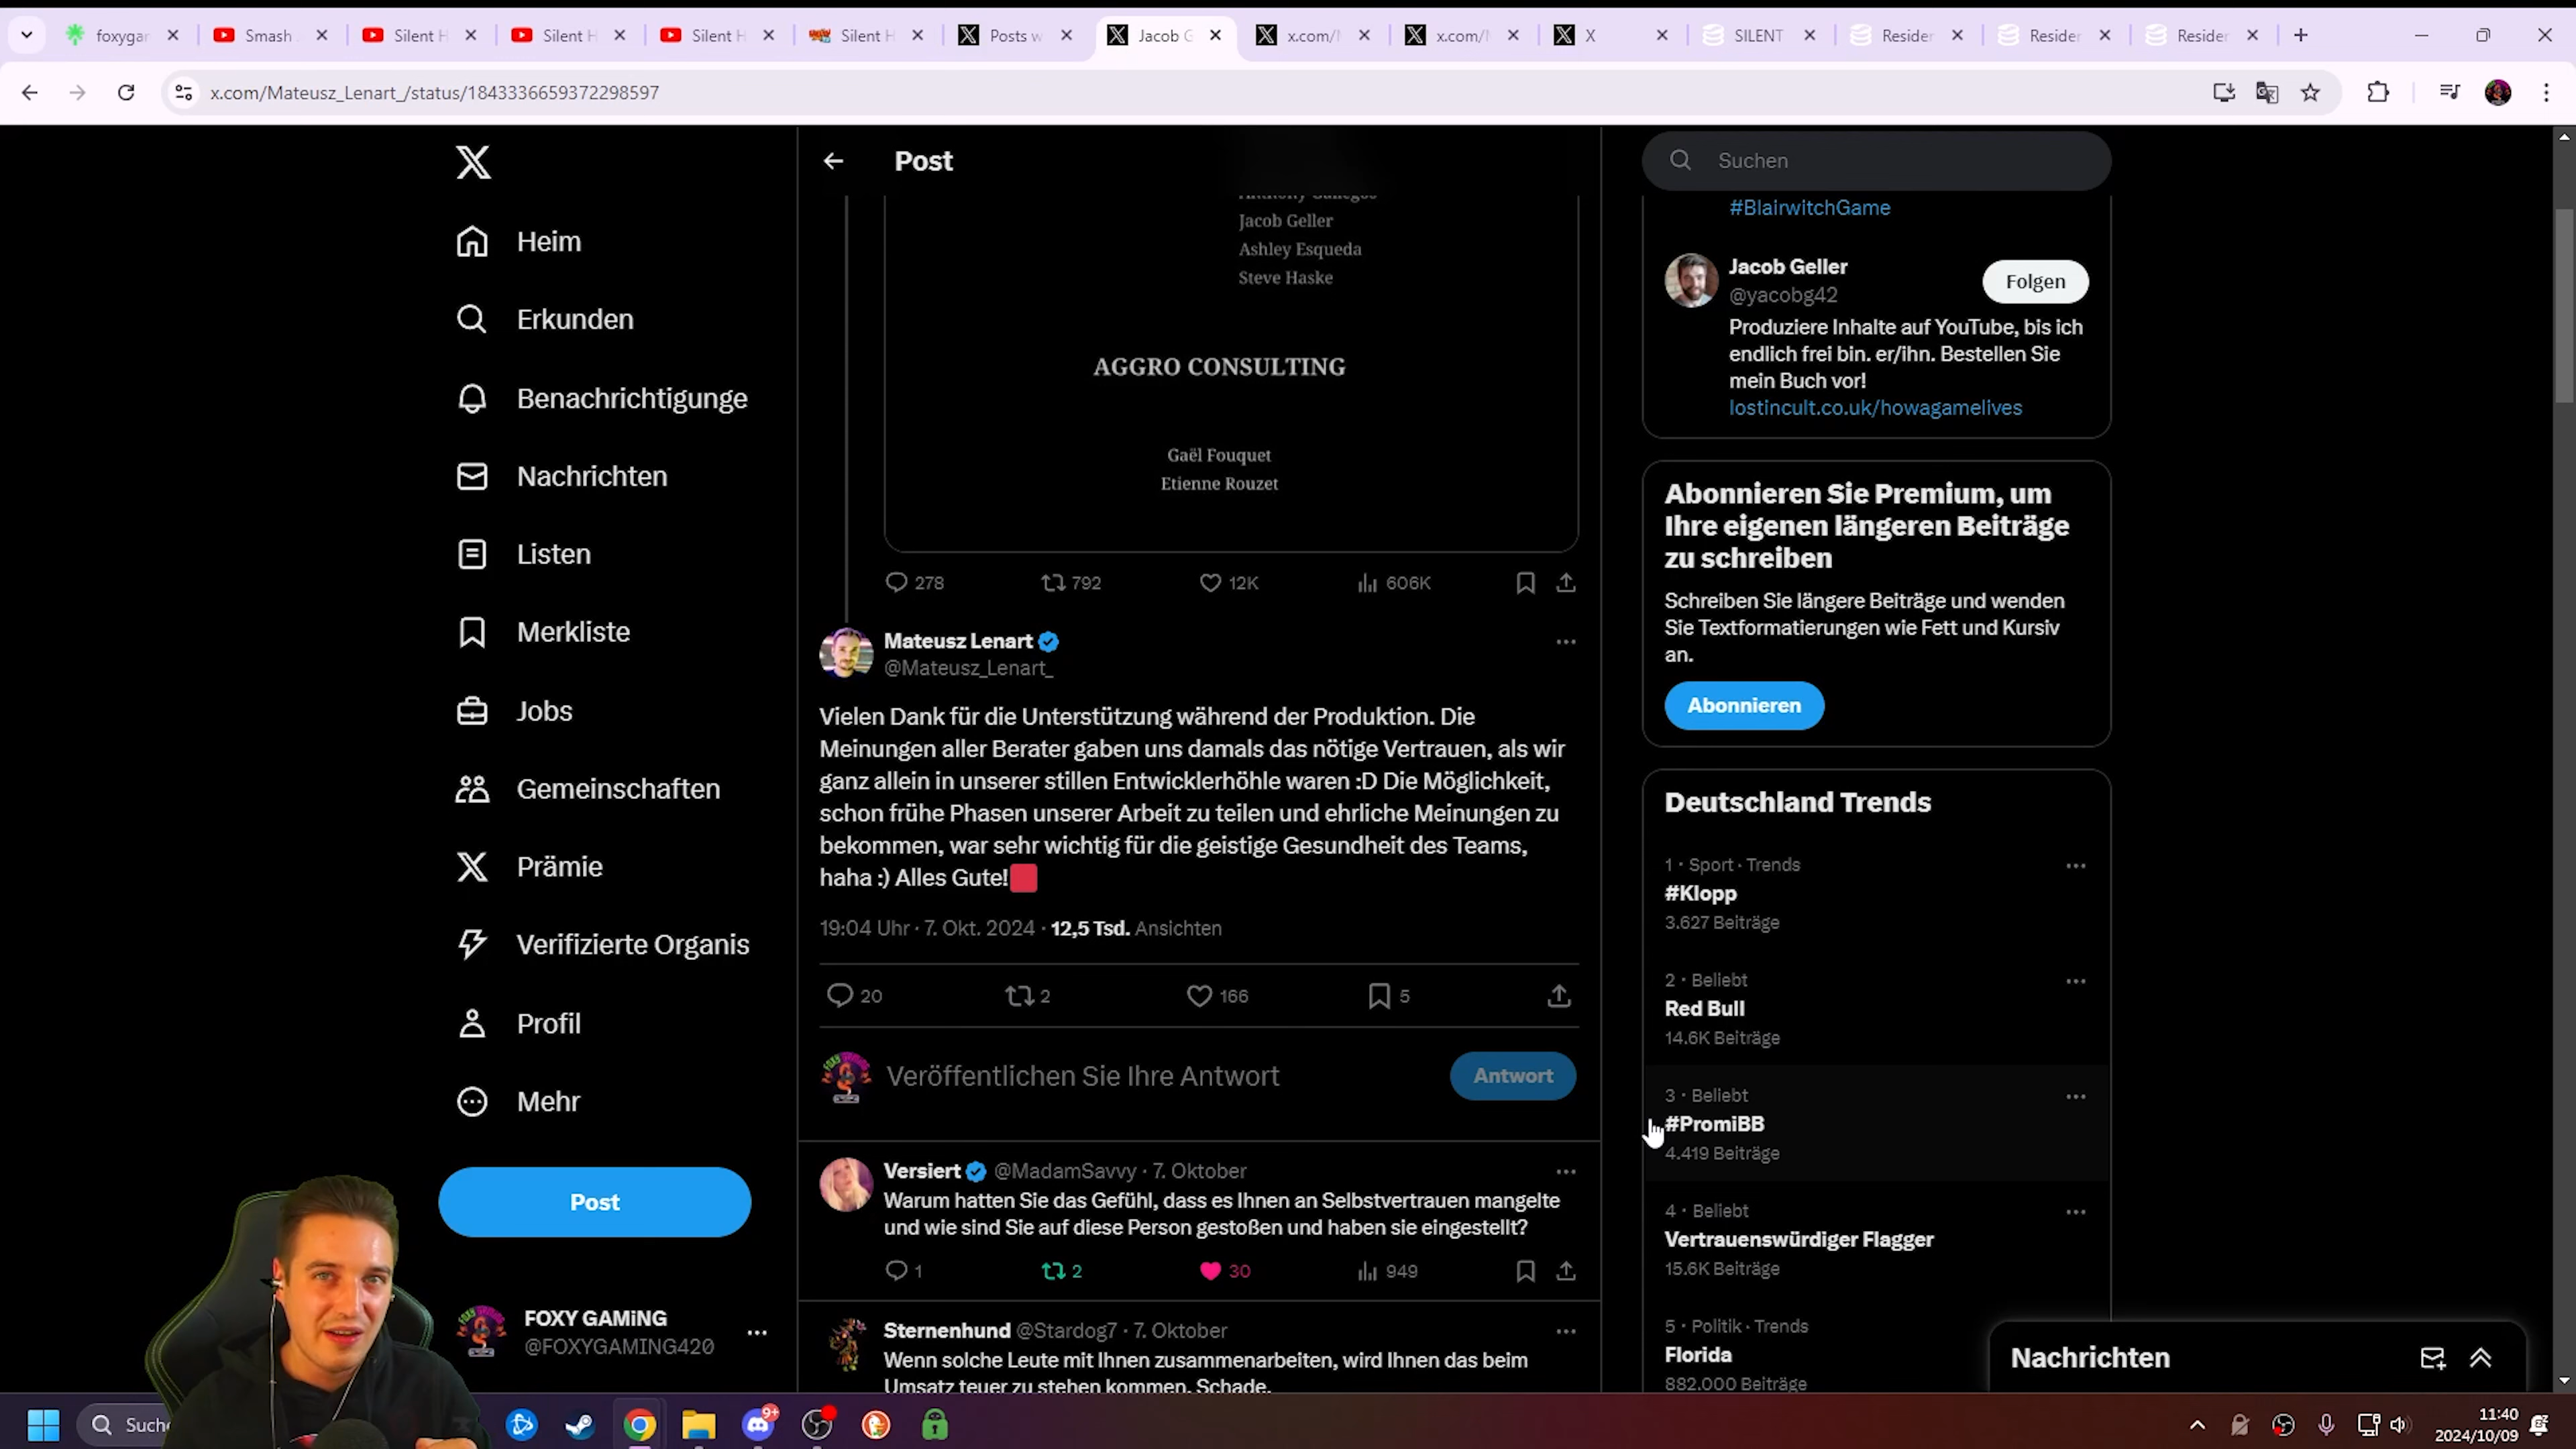 foxygar
Smash
Silent H
Silent H
Silent H
Silent H
Posts w
Jacob G
x.com/
x.com/
X
SILENT
Resider
Resider
Resider
x.com/Mateusz_Lenart_/status/1843336659372298597
Heim
Erkunden
Benachrichtigunge
Nachrichten
Listen
Merkliste
Jobs
Gemeinschaften
Prämie
Verifizierte Organis
Profil
Mehr
Post
FOXY GAMiNG
@FOXYGAMING420
Post
Anthony Gallegos
Jacob Geller
Ashley Esqueda
Steve Haske
AGGRO CONSULTING
Gaël Fouquet
Etienne Rouzet
278 792 12K 606K
Mateusz Lenart
@Mateusz_Lenart_
Vielen Dank für die Unterstützung während der Produktion. Die
Meinungen aller Berater gaben uns damals das nötige Vertrauen, als wir
ganz allein in unserer stillen Entwicklerhöhle waren :D Die Möglichkeit,
schon frühe Phasen unserer Arbeit zu teilen und ehrliche Meinungen zu
bekommen, war sehr wichtig für die geistige Gesundheit des Teams,
haha :) Alles Gute!
19:04 Uhr · 7. Okt. 2024 · 12,5 Tsd. Ansichten
20 2 166 5
Veröffentlichen Sie Ihre Antwort
Antwort
Versiert @MadamSavvy · 7. Oktober
Warum hatten Sie das Gefühl, dass es Ihnen an Selbstvertrauen mangelte
und wie sind Sie auf diese Person gestoßen und haben sie eingestellt?
1 2 30 949
Sternenhund @Stardog7 · 7. Oktober
Wenn solche Leute mit Ihnen zusammenarbeiten, wird Ihnen das beim
Umsatz teuer zu stehen kommen. Schade.
Suchen
#BlairwitchGame
Jacob Geller
@yacobg42
Folgen
Produziere Inhalte auf YouTube, bis ich
endlich frei bin. er/ihn. Bestellen Sie
mein Buch vor!
lostincult.co.uk/howagamelives
Abonnieren Sie Premium, um
Ihre eigenen längeren Beiträge
zu schreiben
Schreiben Sie längere Beiträge und wenden
Sie Textformatierungen wie Fett und Kursiv
an.
Abonnieren
Deutschland Trends
1 · Sport · Trends
#Klopp
3.627 Beiträge
2 · Beliebt
Red Bull
14.6K Beiträge
3 · Beliebt
#PromiBB
4.419 Beiträge
4 · Beliebt
Vertrauenswürdiger Flagger
15.6K Beiträge
5 · Politik · Trends
Florida
882.000 Beiträge
Nachrichten
Suche
9+
11:40
2024/10/09